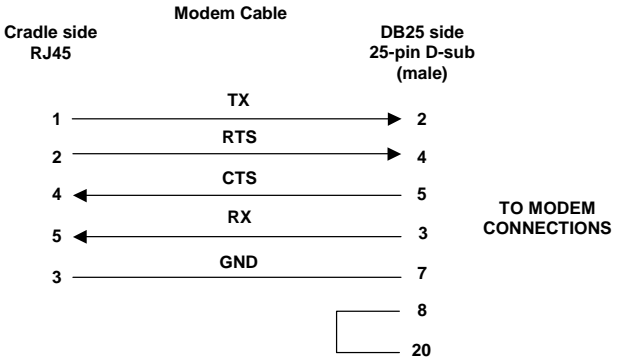 Modem Cable
Cradle side
RJ45
DB25 side
25-pin D-sub
(male)
TX
1 2
RTS
2 4
CTS
4 5
RX
5 3
GND
3 7
8
20
TO MODEM
CONNECTIONS